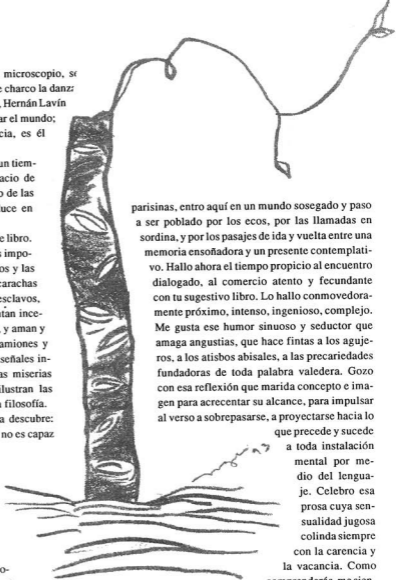 microscopio, se
charco la danza
, Hernán Lavín
ar el mundo;
cia, es él
un tiem-
acio de
o de las
uce en
e libro.
s impo-
os y las
carachas
esclavos,
ntan ince-
, y aman y
amiones y
señales in-
as miserias
ilustran las
filosofía.
a descubre:
no es capaz
o-
parisinas, entro aquí en un mundo sosegado y paso
a ser poblado por los ecos, por las llamadas en
sordina, y por los pasajes de ida y vuelta entre una
memoria ensoñadora y un presente contemplati-
vo. Hallo ahora el tiempo propicio al encuentro
dialogado, al comercio atento y fecundante
con tu sugestivo libro. Lo hallo conmovedora-
mente próximo, intenso, ingenioso, complejo.
Me gusta ese humor sinuoso y seductor que
amaga angustias, que hace fintas a los aguje-
ros, a los atisbos abisales, a las precariedades
fundadoras de toda palabra valedera. Gozo
con esa reflexión que marida concepto e ima-
gen para acrecentar su alcance, para impulsar
al verso a sobrepasarse, a proyectarse hacia lo
que precede y sucede
a toda instalación
mental por me-
dio del lengua-
je. Celebro esa
prosa cuya sen-
sualidad jugosa
colinda siempre
con la carencia y
la vacancia. Como